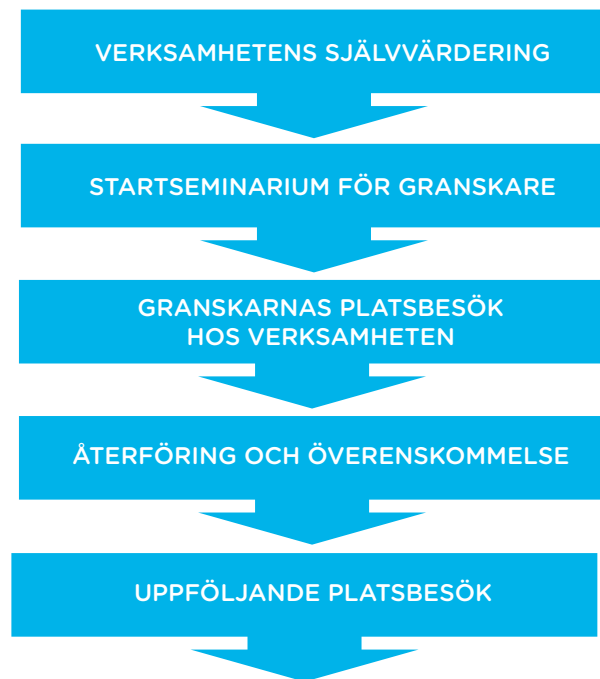 VERKSAMHETENS SJÄLVVÄRDERING
STARTSEMINARIUM FÖR GRANSKARE
GRANSKARNAS PLATSBESÖK
HOS VERKSAMHETEN
ÅTERFÖRING OCH ÖVERENSKOMMELSE
UPPFÖLJANDE PLATSBESÖK